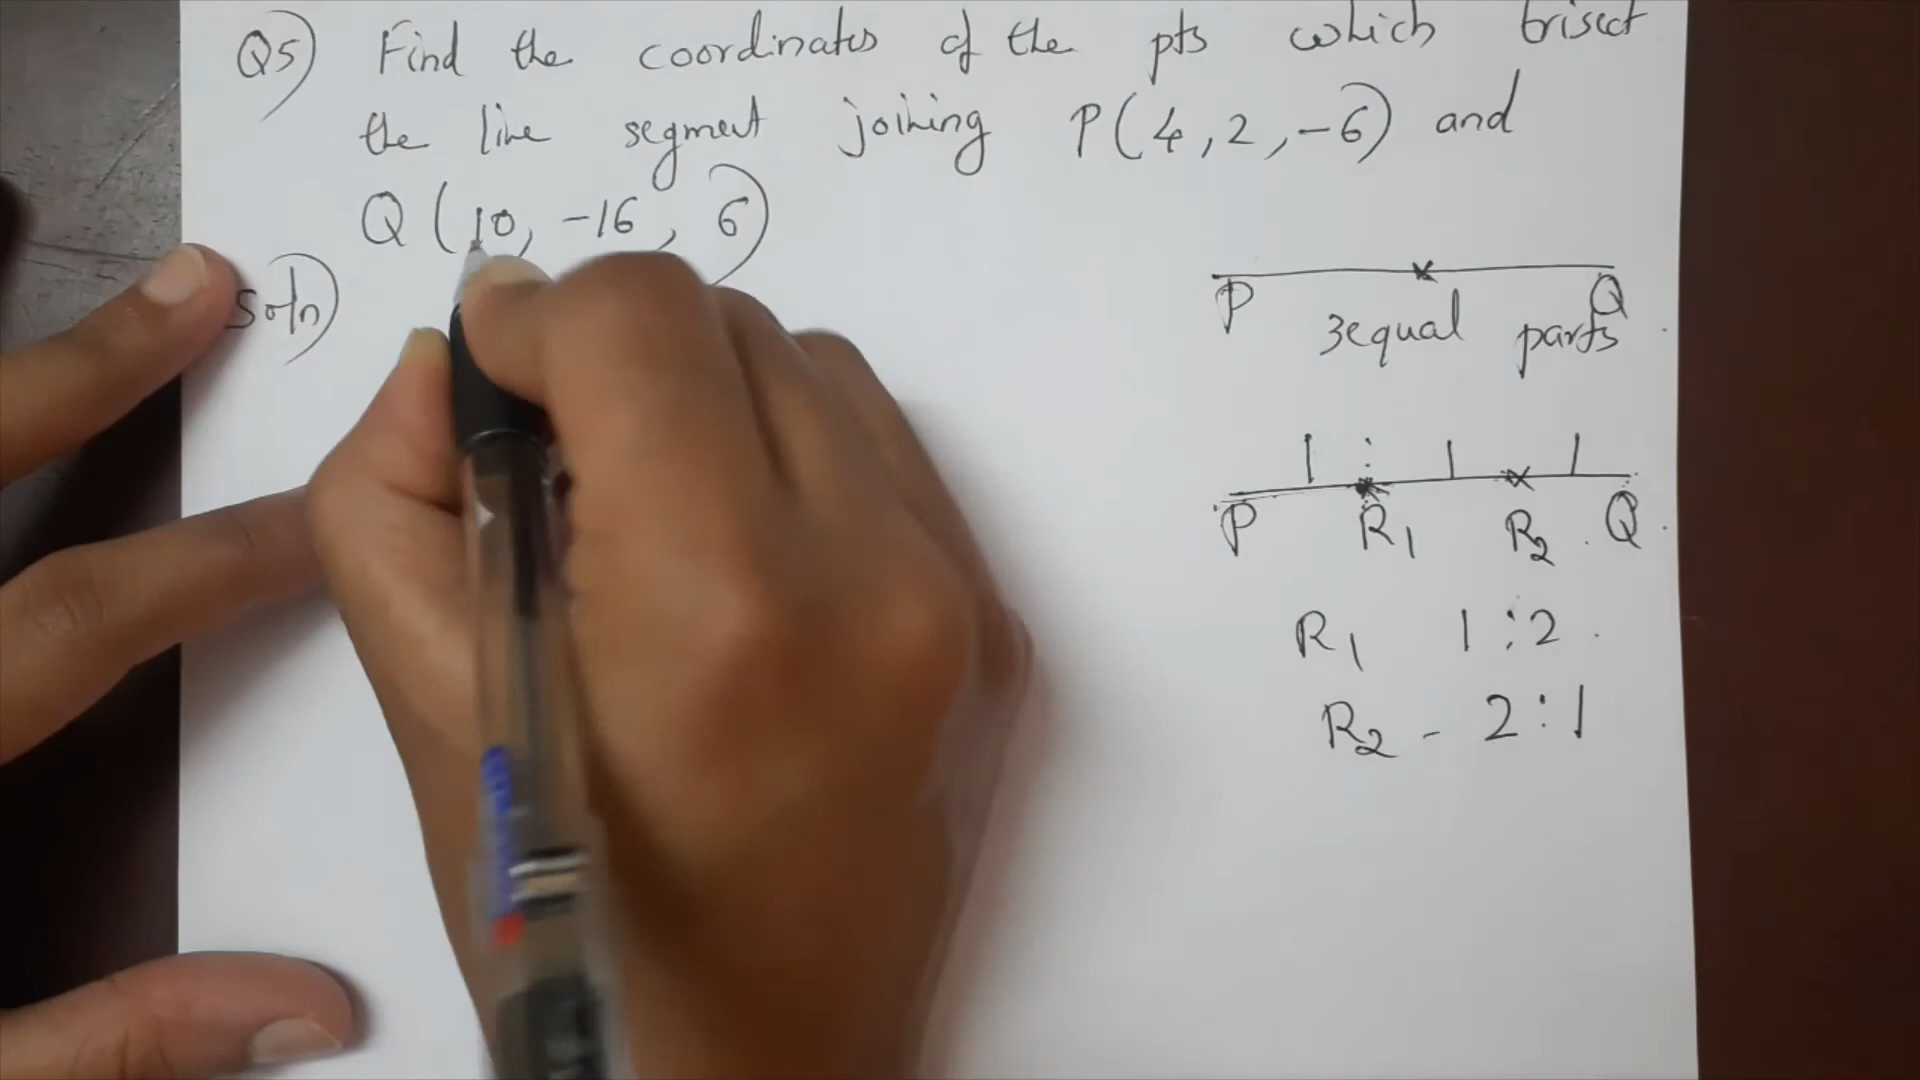 Q5) Find the coordinates of the pts which trisect
the line segment joining P(4,2,-6) and
Q (10, -16, 6)
Soln)
P Q
3equal parts
1 : 1 1
P R1 R2 Q
R1 1:2
R2 - 2:1